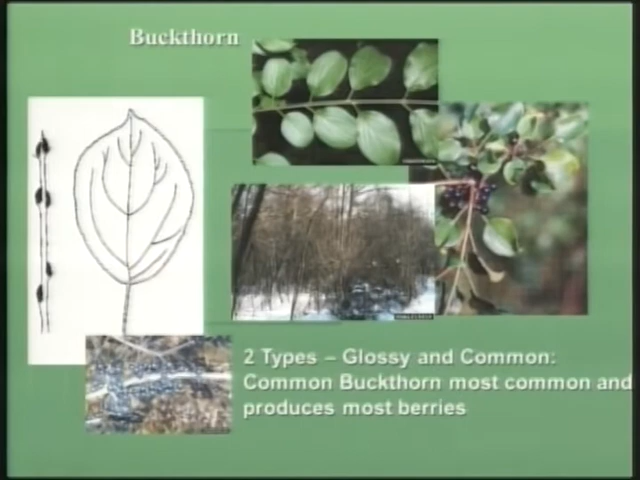 Buckthorn
2 Types – Glossy and Common:
Common Buckthorn most common and
produces most berries